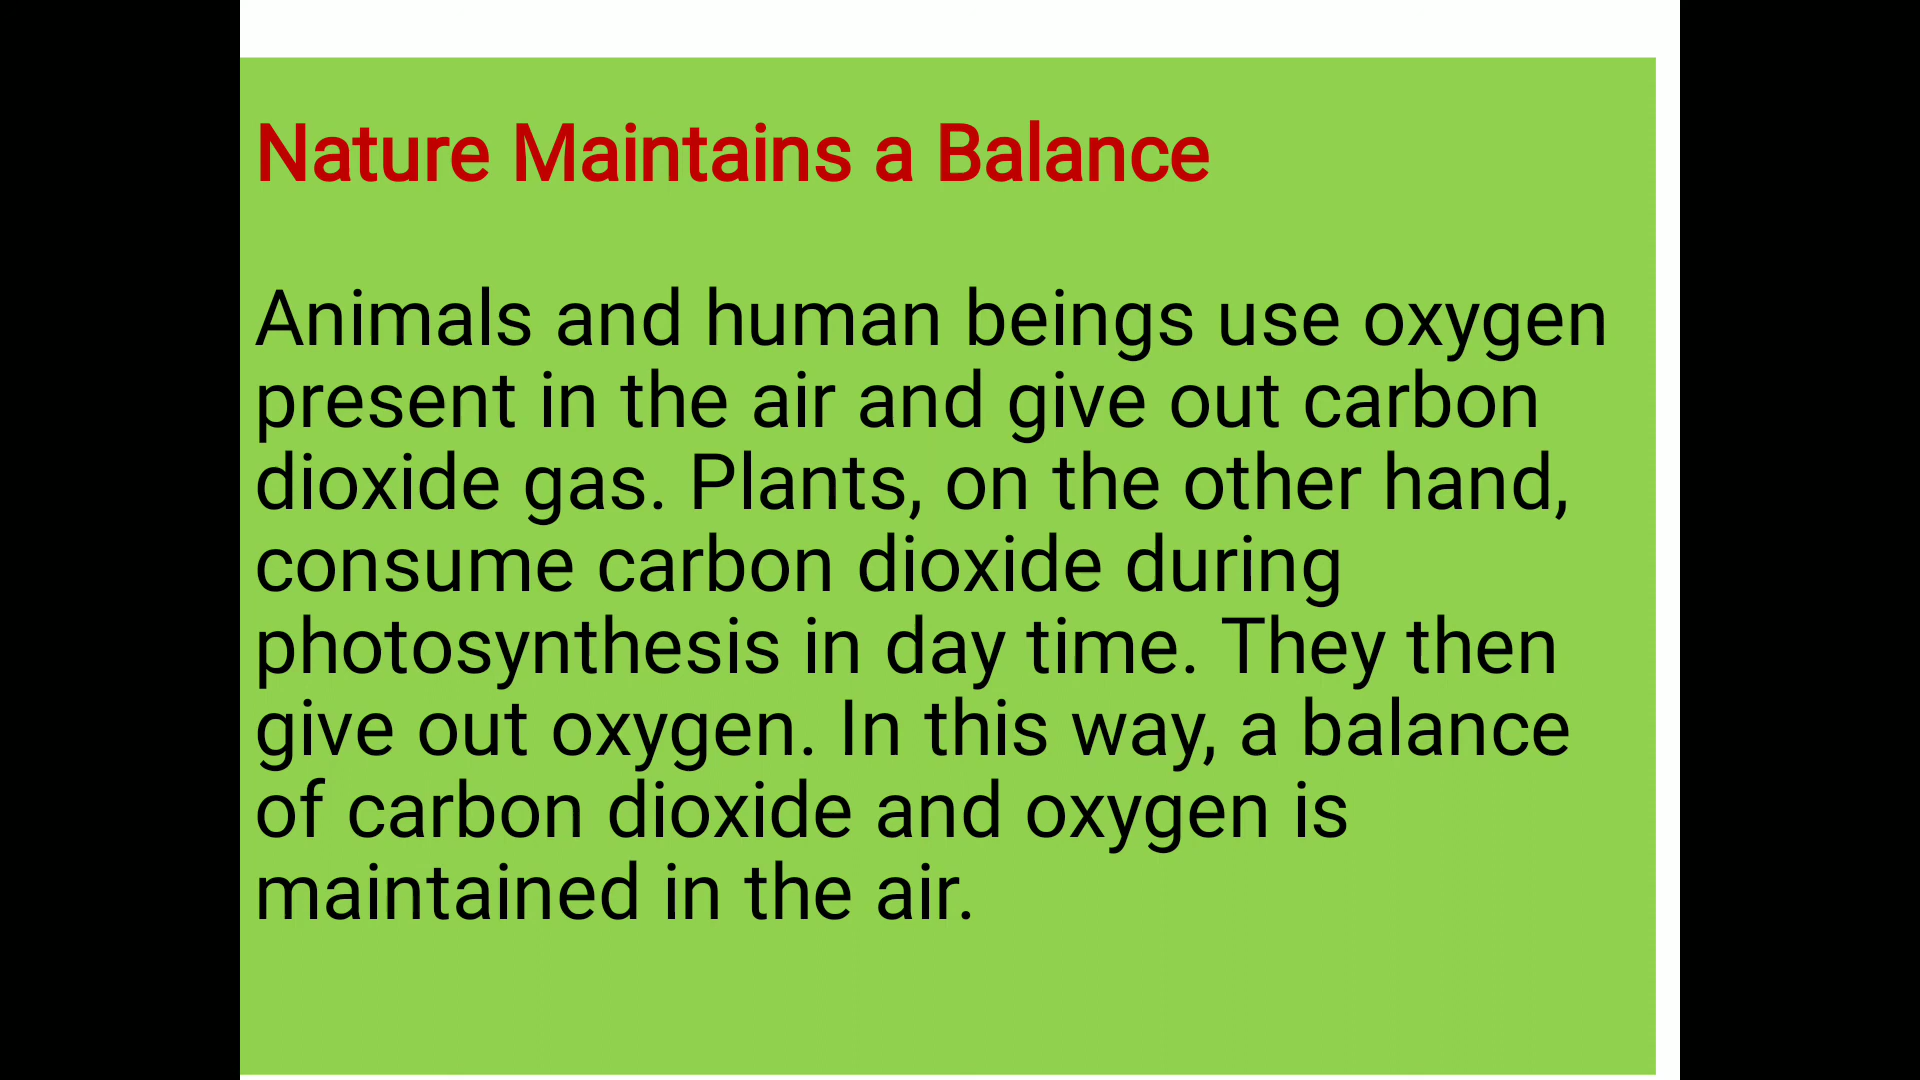 Nature Maintains a Balance
Animals and human beings use oxygen
present in the air and give out carbon
dioxide gas. Plants, on the other hand,
consume carbon dioxide during
photosynthesis in day time. They then
give out oxygen. In this way, a balance
of carbon dioxide and oxygen is
maintained in the air.